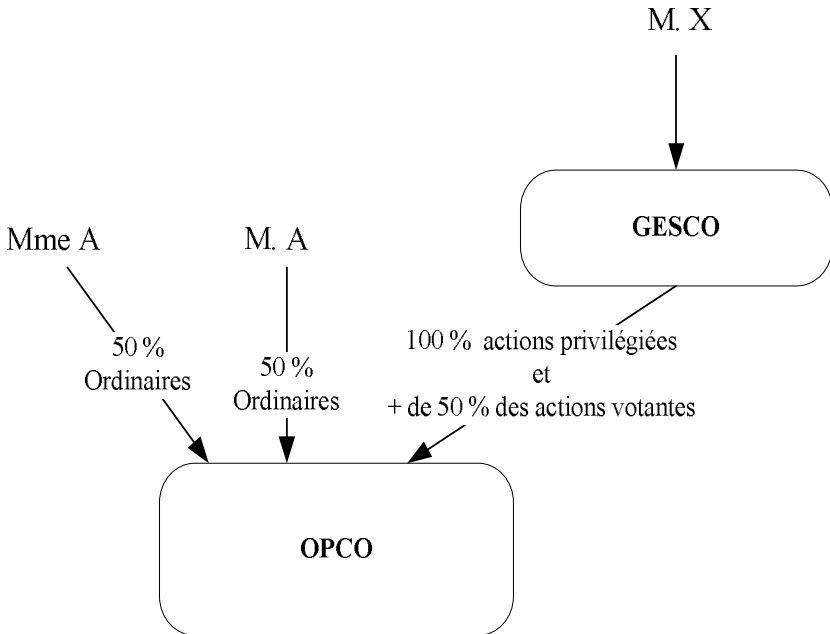 M. X
GESCO
Mme A
M. A
50 %
Ordinaires
50 %
Ordinaires
100 % actions privilégiées
et
+ de 50 % des actions votantes
OPCO